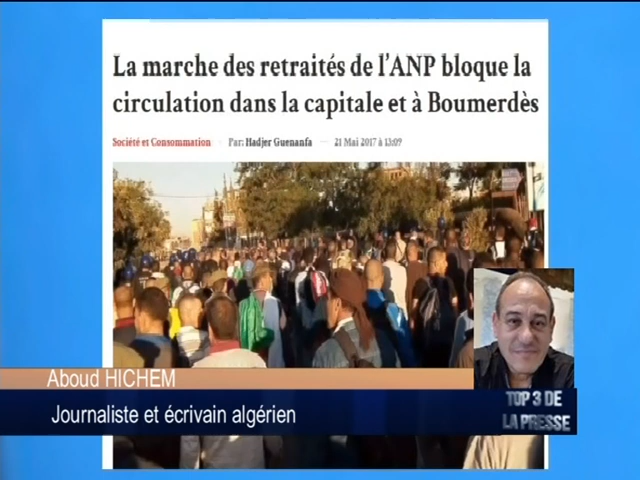 La marche des retraités de l'ANP bloque la
circulation dans la capitale et à Boumerdès
Société et Consommation — Par: Hadjer Guenanfa — 21 Mai 2017 à 13:09
Aboud HICHEM
Journaliste et écrivain algérien
TOP 3 DE
LA PRESSE